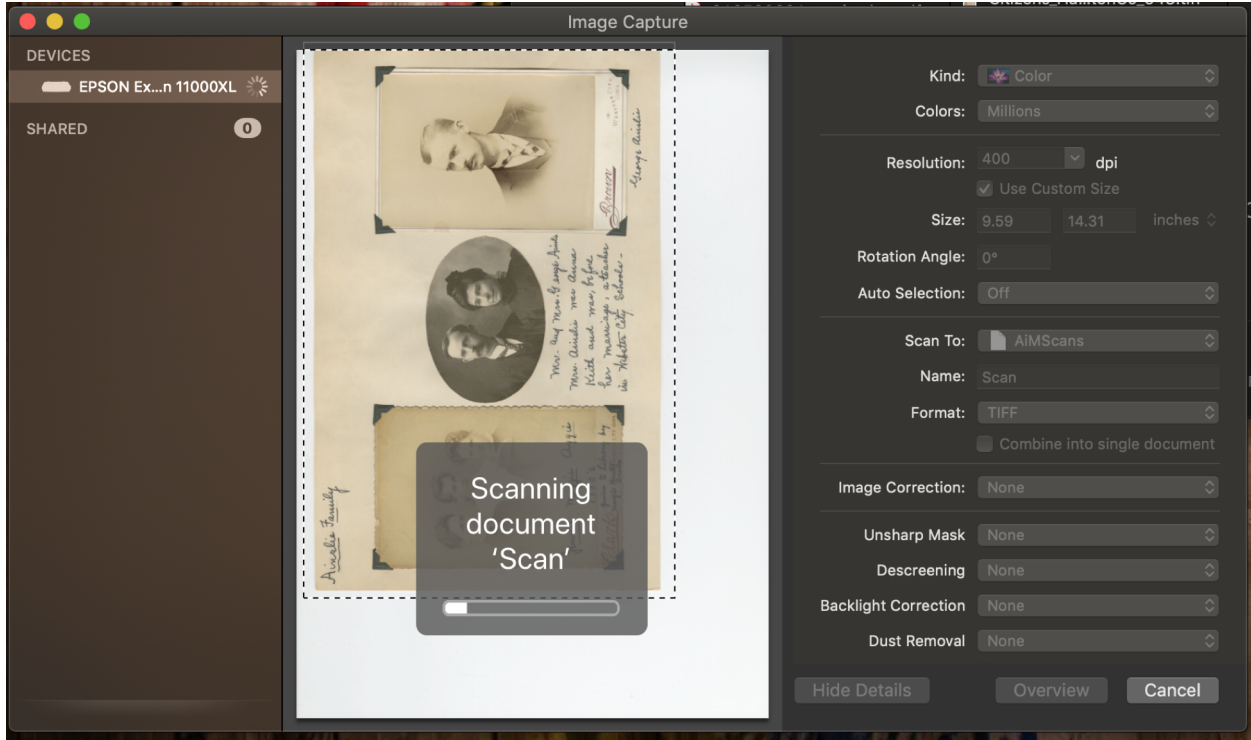 Image Capture
DEVICES
EPSON Ex...n 11000XL
SHARED
0
Kind:
Color
Colors:
Millions
Resolution:
400
dpi
Use Custom Size
Size:
9.59
14.31
inches
Rotation Angle:
0°
Auto Selection:
Off
Scan To:
AiMScans
Name:
Scan
Format:
TIFF
Combine into single document
Image Correction:
None
Unsharp Mask
None
Descreening
None
Backlight Correction
None
Dust Removal
None
Hide Details
Overview
Cancel
Brown
George Ainslie
Mr. and Mrs. George Ainslie
Mrs. Ainslie was Anna
Keith and was, before
her marriage, a teacher
in Webster City Schools -
Ainslie Family
Scanning
document
'Scan'